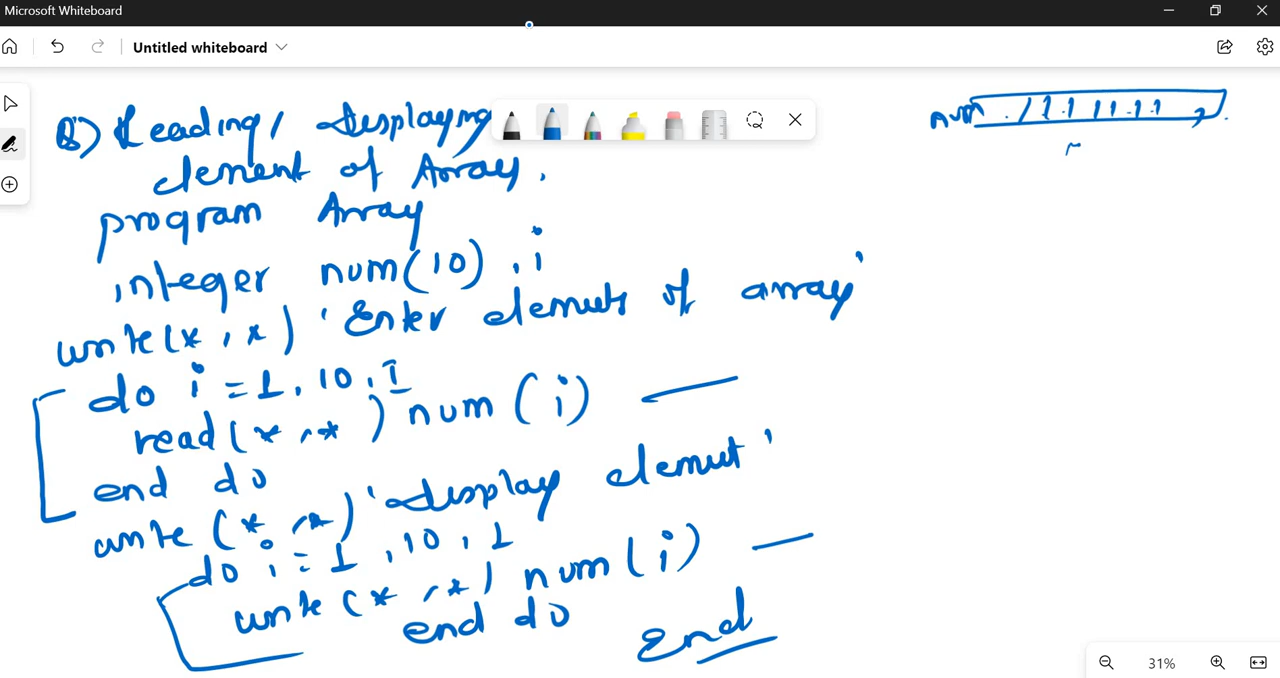 Microsoft Whiteboard
Untitled whiteboard
Q) Reading, Displaying
element of Array.
program Array
integer num(10), i
write(*,*) 'Enter elements of array'
do i = 1, 10, 1
read(*,*) num(i)
end do
write(*,*) 'display element'
do i = 1, 10, 1
write(*,*) num(i)
end do
End
num
31%